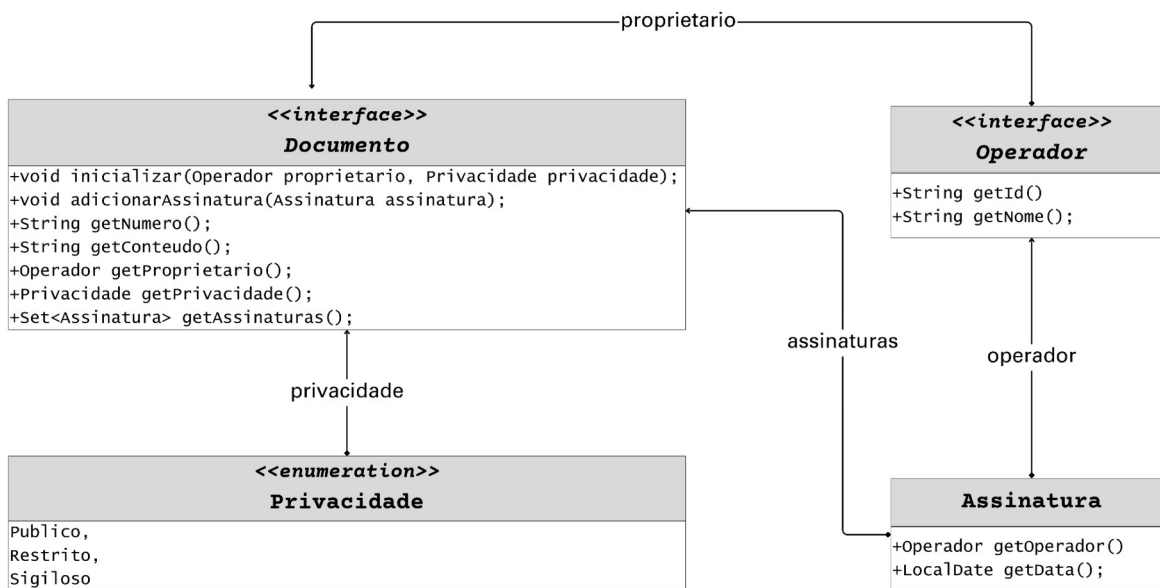 proprietario
<<interface>>
Documento
+void inicializar(Operador proprietario, Privacidade privacidade);
+void adicionarAssinatura(Assinatura assinatura);
+String getNumero();
+String getConteudo();
+Operador getProprietario();
+Privacidade getPrivacidade();
+Set<Assinatura> getAssinaturas();
<<interface>>
Operador
+String getId()
+String getNome();
assinaturas
operador
privacidade
<<enumeration>>
Privacidade
Publico,
Restrito,
Sigiloso
Assinatura
+Operador getOperador()
+LocalDate getData();